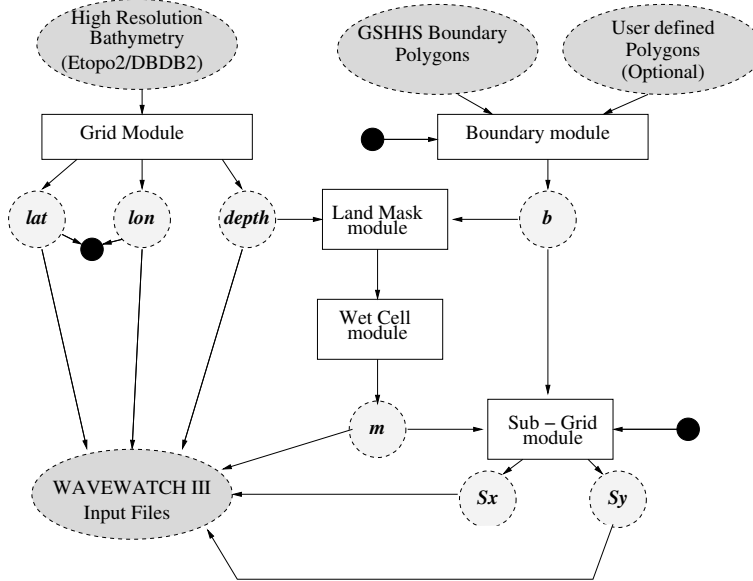 High Resolution
Bathymetry
(Etopo2/DBDB2)
GSHHS Boundary
Polygons
User defined
Polygons
(Optional)
Grid Module
Boundary module
lat
lon
depth
Land Mask
module
b
Wet Cell
module
m
Sub − Grid
module
WAVEWATCH III
Input Files
Sx
Sy